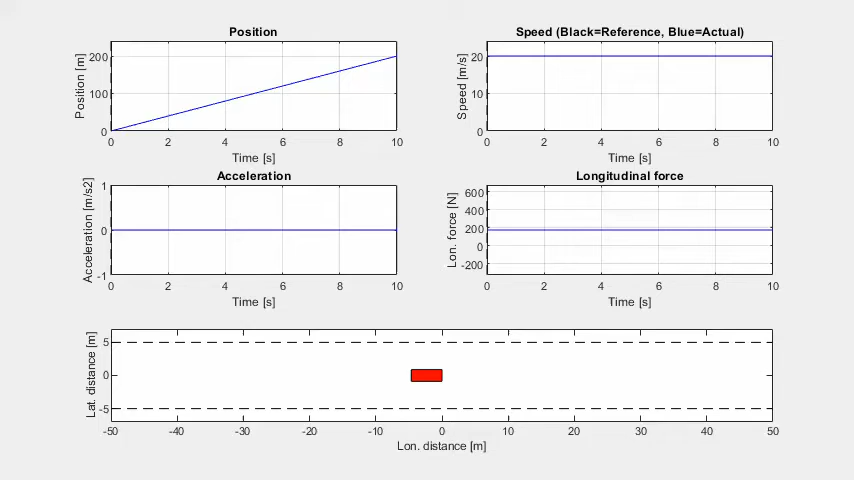 Position
Speed (Black=Reference, Blue=Actual)
Position [m]
200
100
0
0 2 4 6 8 10
Time [s]
Speed [m/s]
20
10
0
0 2 4 6 8 10
Time [s]
Acceleration
Longitudinal force
Acceleration [m/s2]
1
0
-1
0 2 4 6 8 10
Time [s]
Lon. force [N]
600
400
200
0
-200
0 2 4 6 8 10
Time [s]
Lat. distance [m]
5
0
-5
-50 -40 -30 -20 -10 0 10 20 30 40 50
Lon. distance [m]